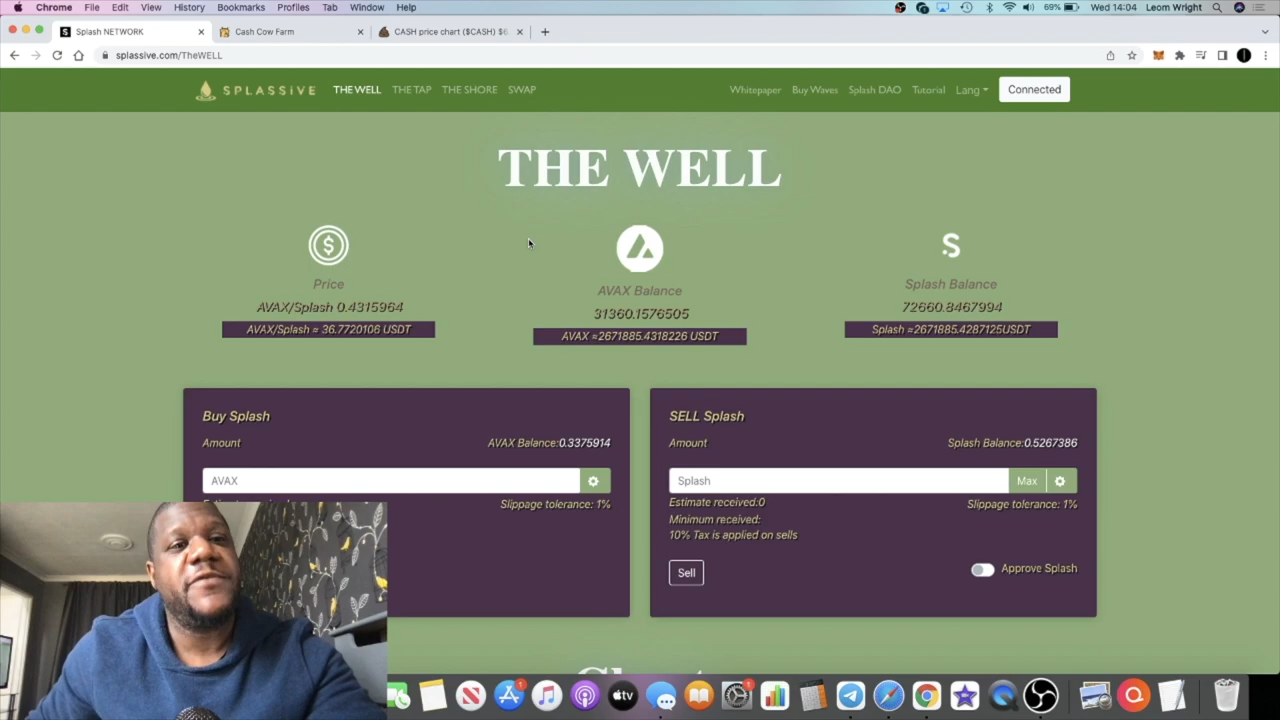 Chrome File Edit View History Bookmarks Profiles Tab Window Help 69% Wed 14:04 Leom Wright
Splash NETWORK Cash Cow Farm CASH price chart ($CASH) $6
splassive.com/TheWELL
SPLASSIVE THE WELL THE TAP THE SHORE SWAP Whitepaper Buy Waves Splash DAO Tutorial Lang Connected
THE WELL
Price AVAX Balance Splash Balance
AVAX/Splash 0.4315964 31360.1576505 72660.8467994
AVAX/Splash = 36.7720106 USDT AVAX ≈2671885.4318226 USDT Splash ≈2671885.4287125USDT
Buy Splash SELL Splash
Amount AVAX Balance:0.3375914 Amount Splash Balance:0.5267386
AVAX Splash Max
Slippage tolerance: 1% Estimate received:0 Slippage tolerance: 1%
Minimum received:
10% Tax is applied on sells
Sell Approve Splash